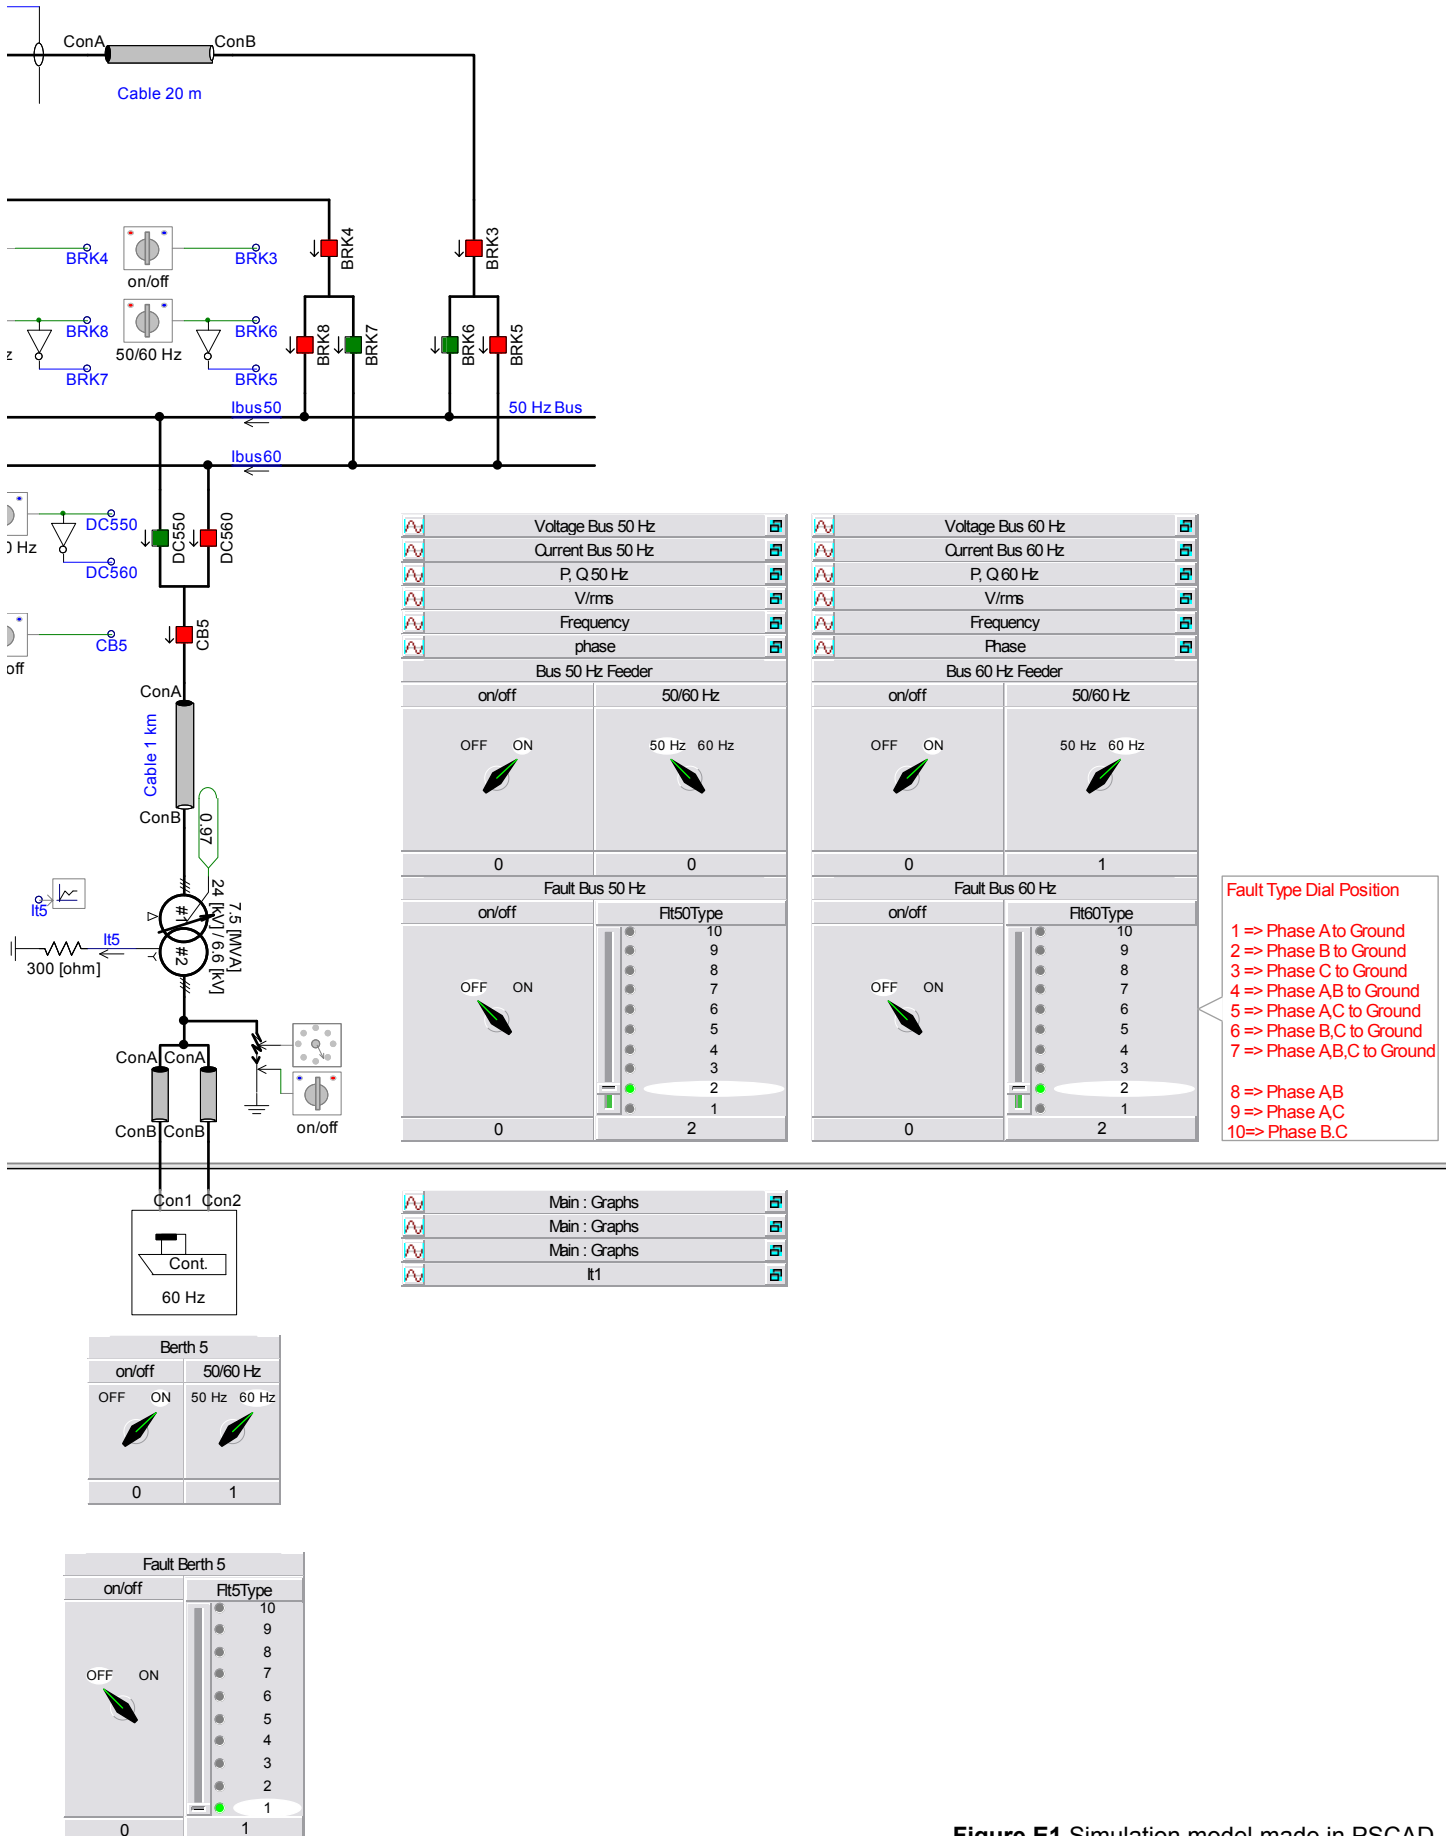 ConA ConB
Cable 20 m
BRK4 BRK3
on/off
BRK4
BRK3
BRK8 BRK6
50/60 Hz
BRK7 BRK5
BRK8
BRK7
BRK6
BRK5
Ibus50 50 Hz Bus
Ibus60
DC550
0 Hz
DC560
DC550
DC560
CB5
off
CB5
ConA
Cable 1 km
ConB
0.97
It5
It5
300 [ohm]
#1
#2
7.5 [MVA]
24 [kV] / 6.6 [kV]
ConA ConA
ConB ConB
on/off
Con1 Con2
Cont.
60 Hz
Voltage Bus 50 Hz
Current Bus 50 Hz
P, Q 50 Hz
V/rms
Frequency
phase
Bus 50 Hz Feeder
on/off 50/60 Hz
OFF ON 50 Hz 60 Hz
0 0
Fault Bus 50 Hz
on/off Flt50Type
OFF ON
10
9
8
7
6
5
4
3
2
1
0 2
Voltage Bus 60 Hz
Current Bus 60 Hz
P, Q 60 Hz
V/rms
Frequency
Phase
Bus 60 Hz Feeder
on/off 50/60 Hz
OFF ON 50 Hz 60 Hz
0 1
Fault Bus 60 Hz
on/off Flt60Type
OFF ON
10
9
8
7
6
5
4
3
2
1
0 2
Fault Type Dial Position
1 => Phase A to Ground
2 => Phase B to Ground
3 => Phase C to Ground
4 => Phase A,B to Ground
5 => Phase A,C to Ground
6 => Phase B,C to Ground
7 => Phase A,B,C to Ground
8 => Phase A,B
9 => Phase A,C
10=> Phase B.C
Main : Graphs
Main : Graphs
Main : Graphs
It1
Berth 5
on/off 50/60 Hz
OFF ON 50 Hz 60 Hz
0 1
Fault Berth 5
on/off Flt5Type
OFF ON
10
9
8
7
6
5
4
3
2
1
0 1
Figure E1 Simulation model made in PSCAD